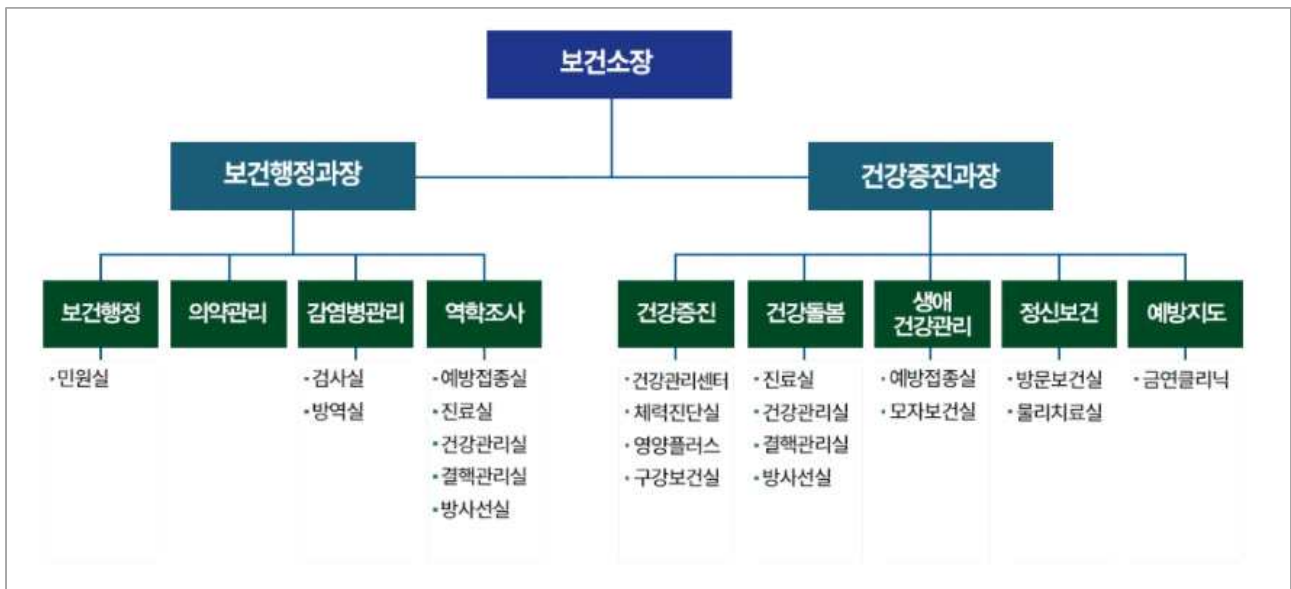 보건소장
보건행정과장
건강증진과장
보건행정
·민원실
의약관리
감염병관리
·검사실
·방역실
역학조사
·예방접종실
·진료실
·건강관리실
·결핵관리실
·방사선실
건강증진
·건강관리센터
·체력진단실
·영양플러스
·구강보건실
건강돌봄
·진료실
·건강관리실
·결핵관리실
·방사선실
생애
건강관리
·예방접종실
·모자보건실
정신보건
·방문보건실
·물리치료실
예방지도
·금연클리닉